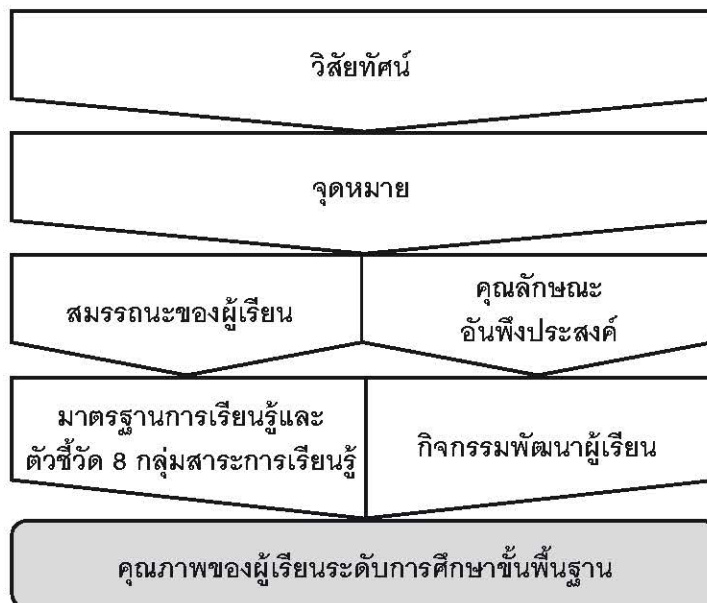 วิสัยทัศน์
จุดหมาย
สมรรถนะของผู้เรียน
คุณลักษณะ
อันพึงประสงค์
มาตรฐานการเรียนรู้และ
ตัวชี้วัด 8 กลุ่มสาระการเรียนรู้
กิจกรรมพัฒนาผู้เรียน
คุณภาพของผู้เรียนระดับการศึกษาขั้นพื้นฐาน